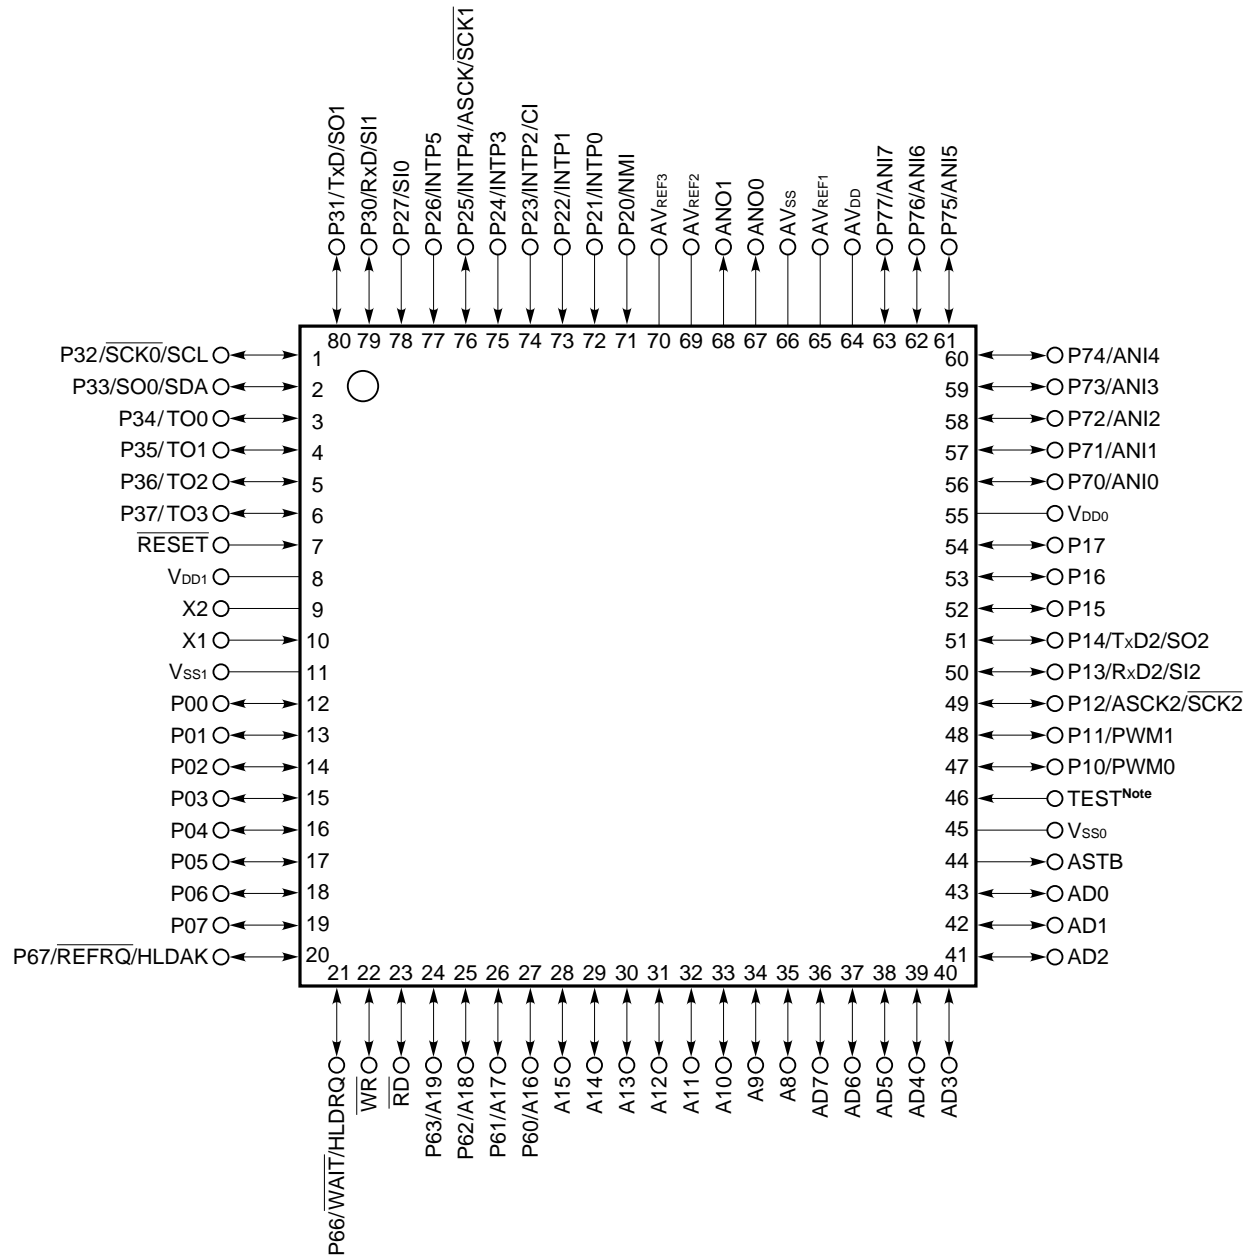 P31/TxD/SO1
P30/RxD/SI1
P27/SI0
P26/INTP5
P25/INTP4/ASCK/SCK1
P24/INTP3
P23/INTP2/CI
P22/INTP1
P21/INTP0
P20/NMI
AVREF3
AVREF2
ANO1
ANO0
AVSS
AVREF1
AVDD
P77/ANI7
P76/ANI6
P75/ANI5
80 79 78 77 76 75 74 73 72 71 70 69 68 67 66 65 64 63 62 61
P32/SCK0/SCL 1
P33/SO0/SDA 2
P34/TO0 3
P35/TO1 4
P36/TO2 5
P37/TO3 6
RESET 7
VDD1 8
X2 9
X1 10
VSS1 11
P00 12
P01 13
P02 14
P03 15
P04 16
P05 17
P06 18
P07 19
P67/REFRQ/HLDAK 20
60 P74/ANI4
59 P73/ANI3
58 P72/ANI2
57 P71/ANI1
56 P70/ANI0
55 VDD0
54 P17
53 P16
52 P15
51 P14/TxD2/SO2
50 P13/RxD2/SI2
49 P12/ASCK2/SCK2
48 P11/PWM1
47 P10/PWM0
46 TESTNote
45 VSS0
44 ASTB
43 AD0
42 AD1
41 AD2
21 22 23 24 25 26 27 28 29 30 31 32 33 34 35 36 37 38 39 40
P66/WAIT/HLDRQ
WR
RD
P63/A19
P62/A18
P61/A17
P60/A16
A15
A14
A13
A12
A11
A10
A9
A8
AD7
AD6
AD5
AD4
AD3